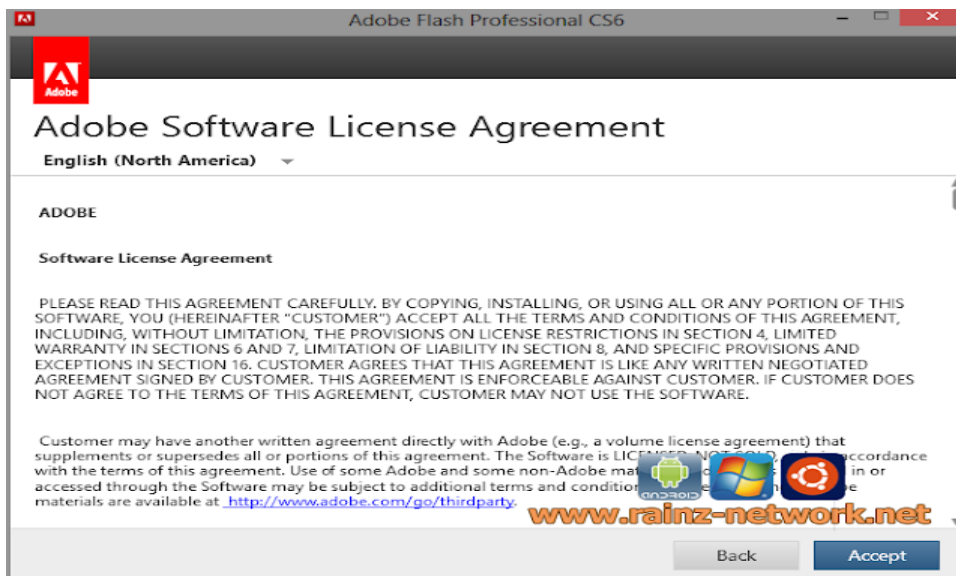 Adobe Flash Professional CS6
Adobe
Adobe Software License Agreement
English (North America)
ADOBE
Software License Agreement
PLEASE READ THIS AGREEMENT CAREFULLY. BY COPYING, INSTALLING, OR USING ALL OR ANY PORTION OF THIS
SOFTWARE, YOU (HEREINAFTER “CUSTOMER”) ACCEPT ALL THE TERMS AND CONDITIONS OF THIS AGREEMENT,
INCLUDING, WITHOUT LIMITATION, THE PROVISIONS ON LICENSE RESTRICTIONS IN SECTION 4, LIMITED
WARRANTY IN SECTIONS 6 AND 7, LIMITATION OF LIABILITY IN SECTION 8, AND SPECIFIC PROVISIONS AND
EXCEPTIONS IN SECTION 16. CUSTOMER AGREES THAT THIS AGREEMENT IS LIKE ANY WRITTEN NEGOTIATED
AGREEMENT SIGNED BY CUSTOMER. THIS AGREEMENT IS ENFORCEABLE AGAINST CUSTOMER. IF CUSTOMER DOES
NOT AGREE TO THE TERMS OF THIS AGREEMENT, CUSTOMER MAY NOT USE THE SOFTWARE.
Customer may have another written agreement directly with Adobe (e.g., a volume license agreement) that
supplements or supersedes all or portions of this agreement. The Software is LICENSED, NOT SOLD, accordance
with the terms of this agreement. Use of some Adobe and some non-Adobe in or
accessed through the Software may be subject to additional terms and
materials are available at http://www.adobe.com/go/thirdparty.
ANDROID
www.rainz-network.net
Back
Accept